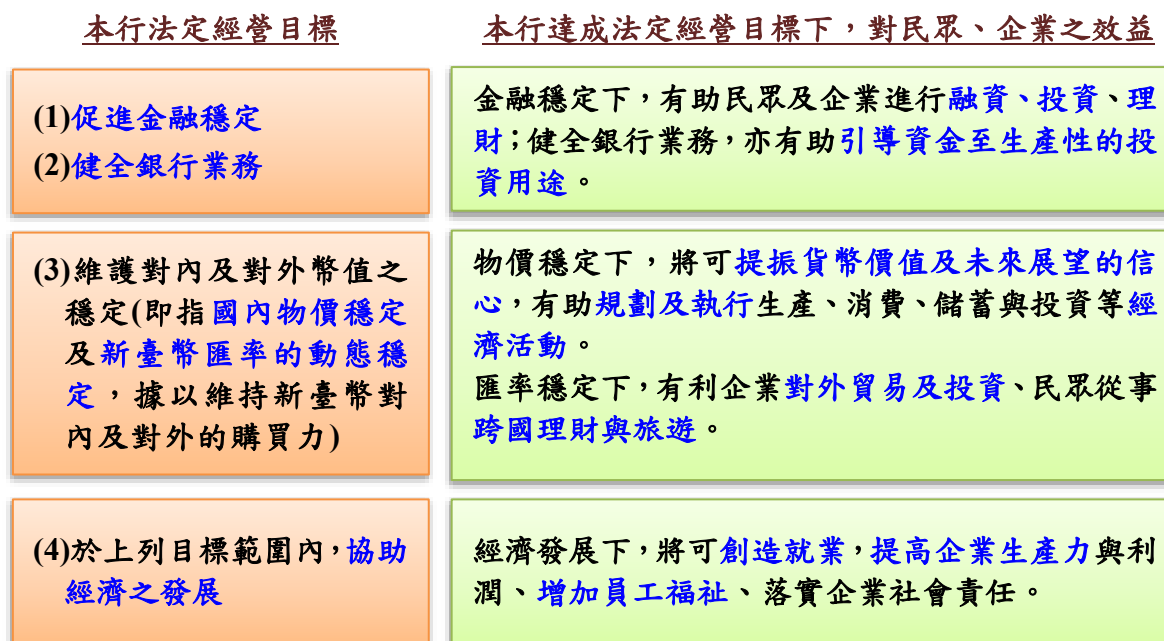 本行法定經營目標
本行達成法定經營目標下，對民眾、企業之效益
(1)促進金融穩定
(2)健全銀行業務
金融穩定下，有助民眾及企業進行融資、投資、理
財；健全銀行業務，亦有助引導資金至生產性的投
資用途。
(3)維護對內及對外幣值之
穩定(即指國內物價穩定
及新臺幣匯率的動態穩
定，據以維持新臺幣對
內及對外的購買力)
物價穩定下，將可提振貨幣價值及未來展望的信
心，有助規劃及執行生產、消費、儲蓄與投資等經
濟活動。
匯率穩定下，有利企業對外貿易及投資、民眾從事
跨國理財與旅遊。
(4)於上列目標範圍內，協助
經濟之發展
經濟發展下，將可創造就業，提高企業生產力與利
潤、增加員工福祉、落實企業社會責任。